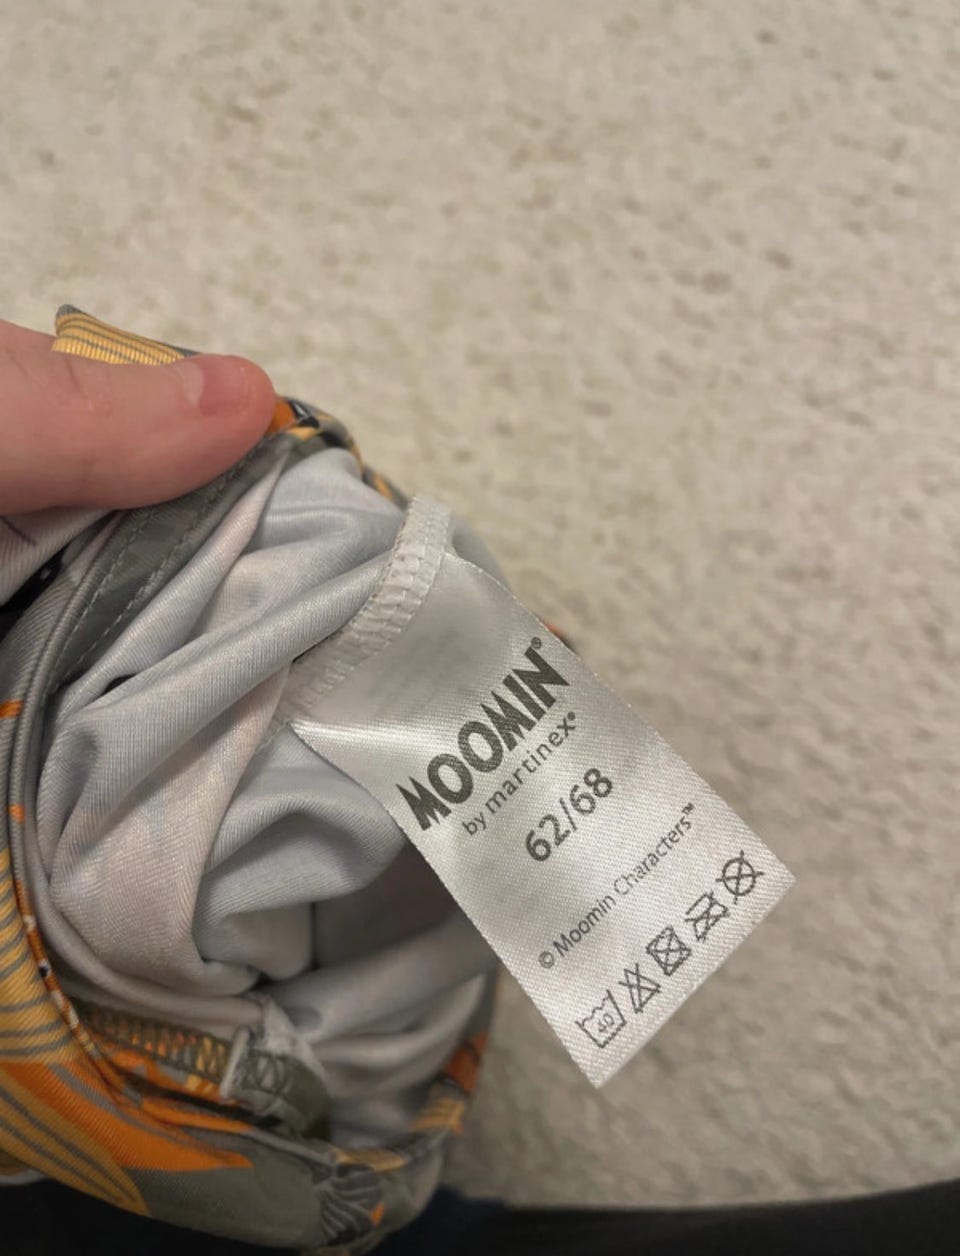 MOOMIN®
by martinex®
62/68
© Moomin Characters™
40